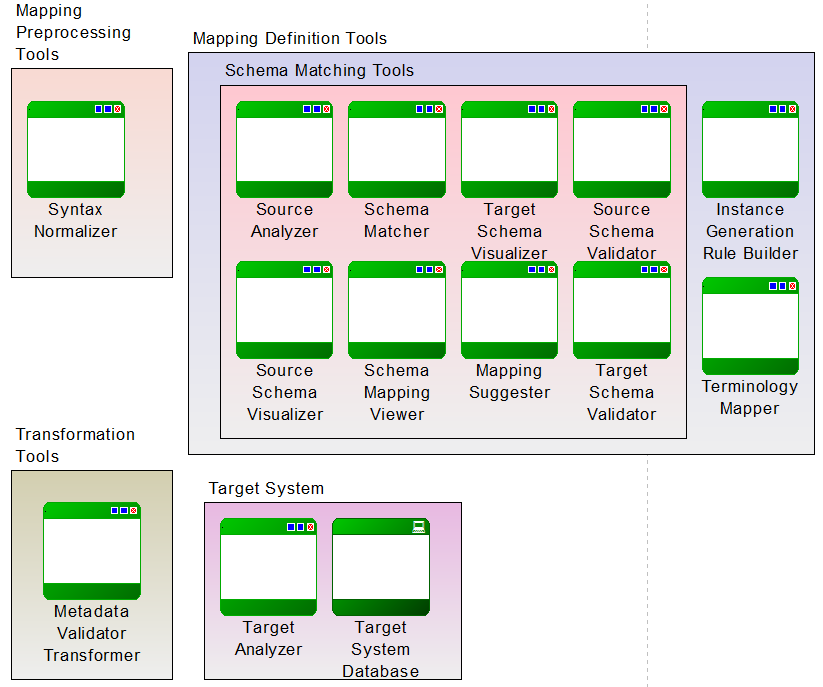 Mapping
Preprocessing
Tools
Mapping Definition Tools
Schema Matching Tools
Syntax
Normalizer
Source
Analyzer
Schema
Matcher
Target
Schema
Visualizer
Source
Schema
Validator
Instance
Generation
Rule Builder
Source
Schema
Visualizer
Schema
Mapping
Viewer
Mapping
Suggester
Target
Schema
Validator
Terminology
Mapper
Transformation
Tools
Metadata
Validator
Transformer
Target System
Target
Analyzer
Target
System
Database